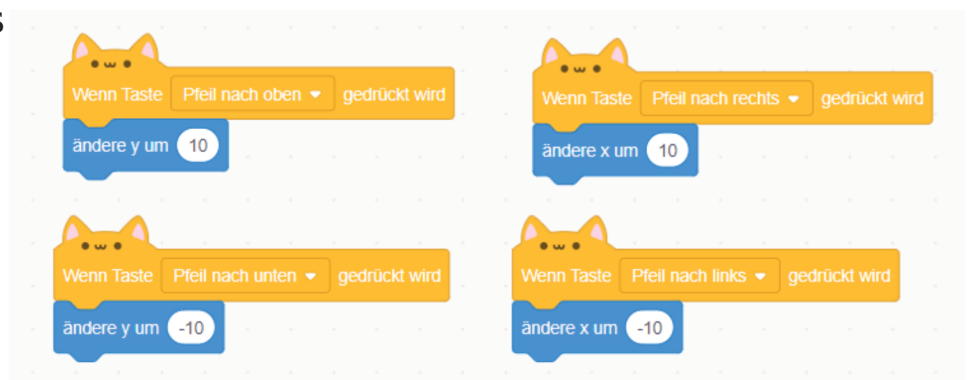 Wenn Taste Pfeil nach oben gedrückt wird
ändere y um 10
Wenn Taste Pfeil nach rechts gedrückt wird
ändere x um 10
Wenn Taste Pfeil nach unten gedrückt wird
ändere y um -10
Wenn Taste Pfeil nach links gedrückt wird
ändere x um -10